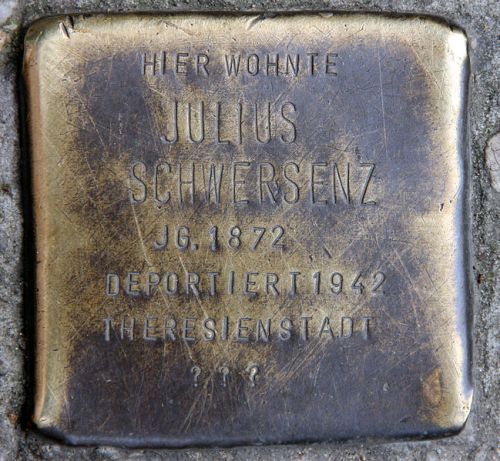 HIER WOHNTE
JULIUS
SCHWERSENZ
JG. 1872
DEPORTIERT 1942
THERESIENSTADT
? ? ?